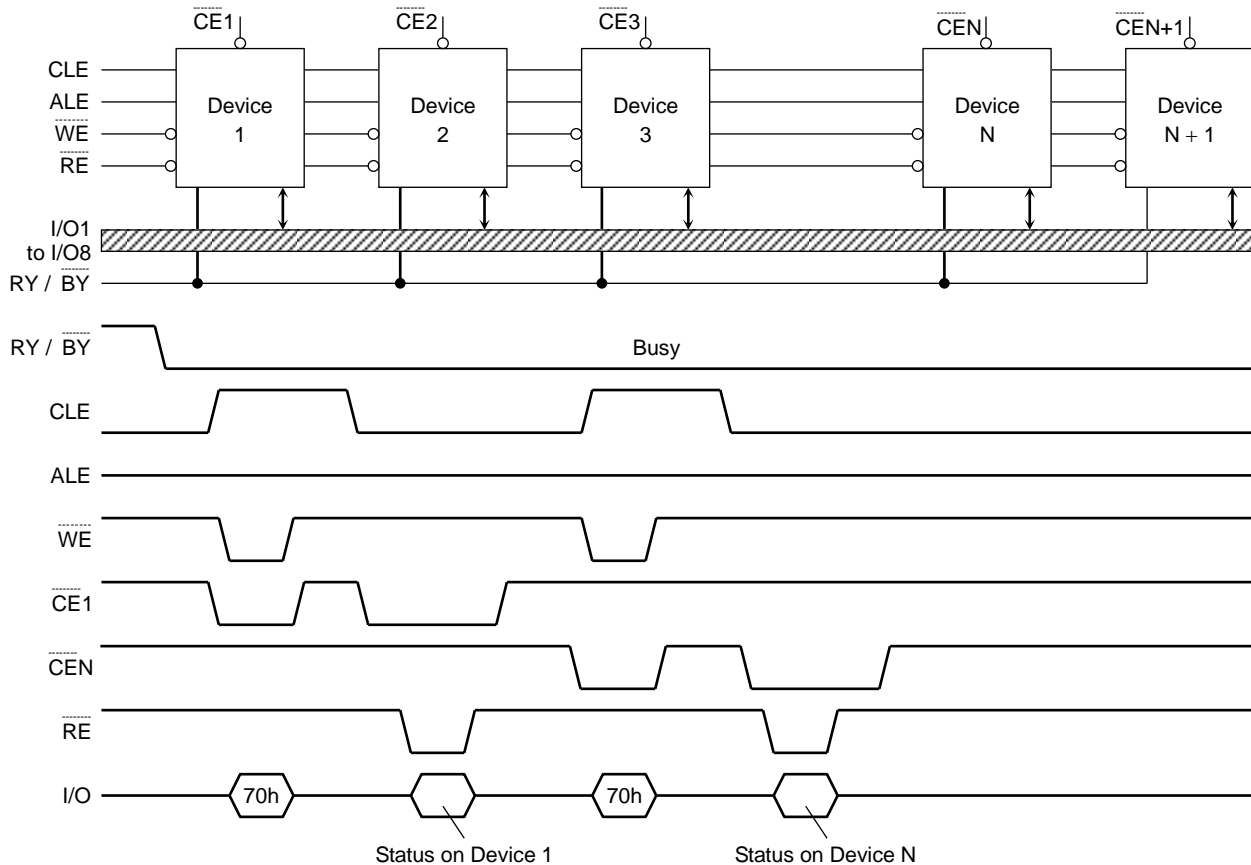 CE1 CE2 CE3 CEN CEN+1
CLE
ALE
WE
RE
Device 1
Device 2
Device 3
Device N
Device N + 1
I/O1 to I/O8
RY / BY
RY / BY
Busy
CLE
ALE
WE
CE1
CEN
RE
I/O
70h
70h
Status on Device 1
Status on Device N